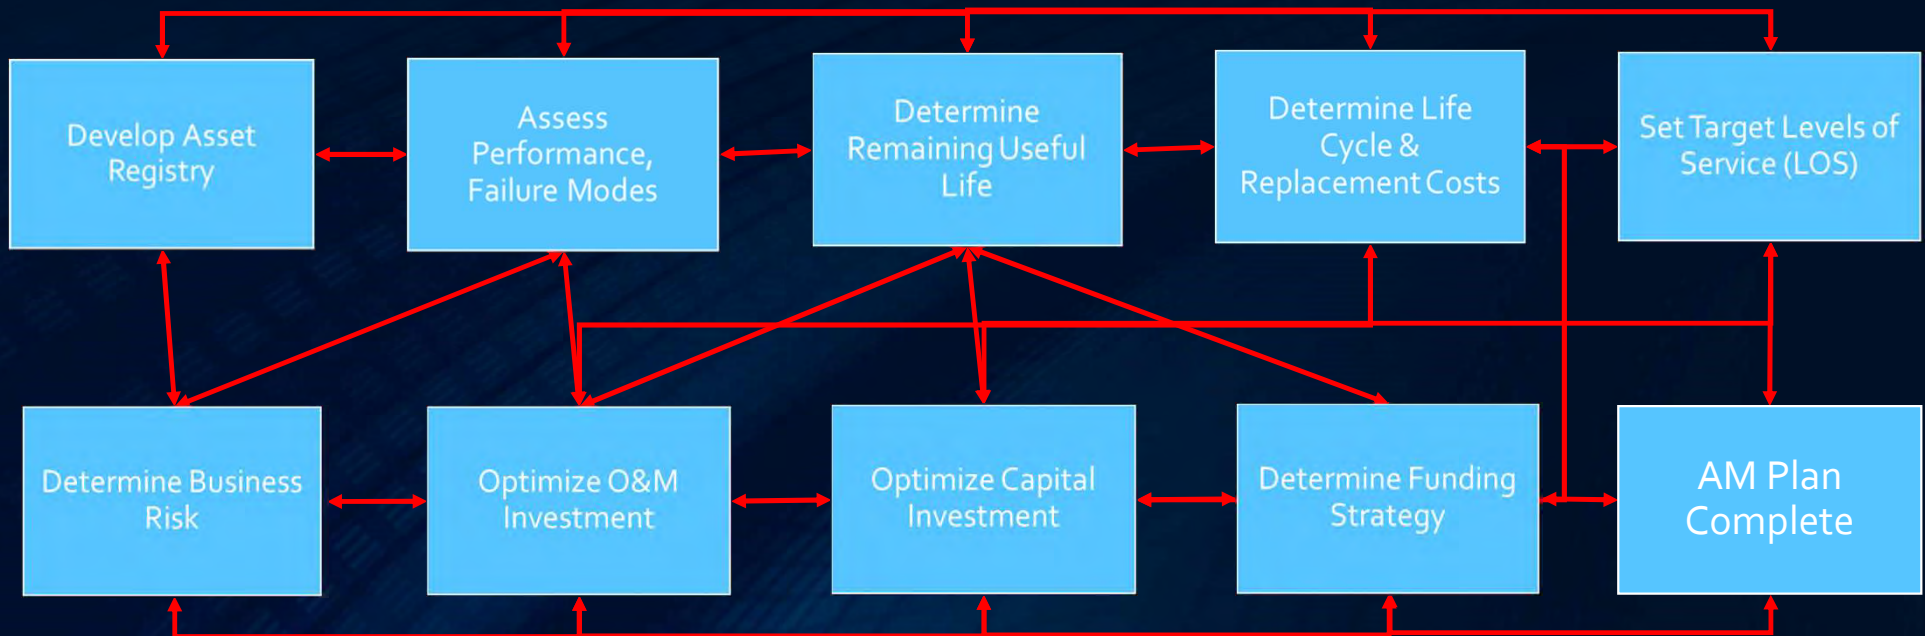 Develop Asset
Registry
Assess
Performance,
Failure Modes
Determine
Remaining Useful
Life
Determine Life
Cycle &
Replacement Costs
Set Target Levels of
Service (LOS)
Determine Business
Risk
Optimize O&M
Investment
Optimize Capital
Investment
Determine Funding
Strategy
AM Plan
Complete